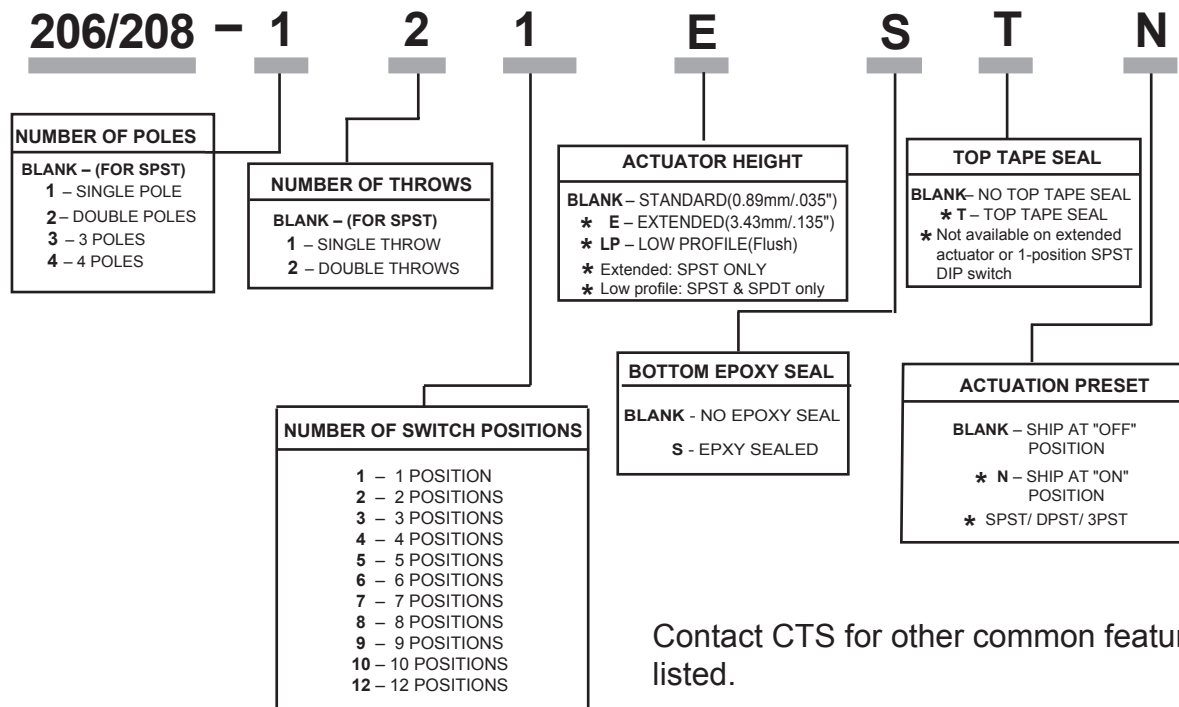 206/208 – 1 2 1 E S T N
NUMBER OF POLES
BLANK – (FOR SPST)
1 – SINGLE POLE
2 – DOUBLE POLES
3 – 3 POLES
4 – 4 POLES
NUMBER OF THROWS
BLANK – (FOR SPST)
1 – SINGLE THROW
2 – DOUBLE THROWS
ACTUATOR HEIGHT
BLANK – STANDARD(0.89mm/.035")
* E – EXTENDED(3.43mm/.135")
* LP – LOW PROFILE(Flush)
* Extended: SPST ONLY
* Low profile: SPST & SPDT only
TOP TAPE SEAL
BLANK– NO TOP TAPE SEAL
* T – TOP TAPE SEAL
* Not available on extended
actuator or 1-position SPST
DIP switch
NUMBER OF SWITCH POSITIONS
1 – 1 POSITION
2 – 2 POSITIONS
3 – 3 POSITIONS
4 – 4 POSITIONS
5 – 5 POSITIONS
6 – 6 POSITIONS
7 – 7 POSITIONS
8 – 8 POSITIONS
9 – 9 POSITIONS
10 – 10 POSITIONS
12 – 12 POSITIONS
BOTTOM EPOXY SEAL
BLANK - NO EPOXY SEAL
S - EPXY SEALED
ACTUATION PRESET
BLANK – SHIP AT "OFF"
POSITION
* N – SHIP AT "ON"
POSITION
* SPST/ DPST/ 3PST
Contact CTS for other common
listed.